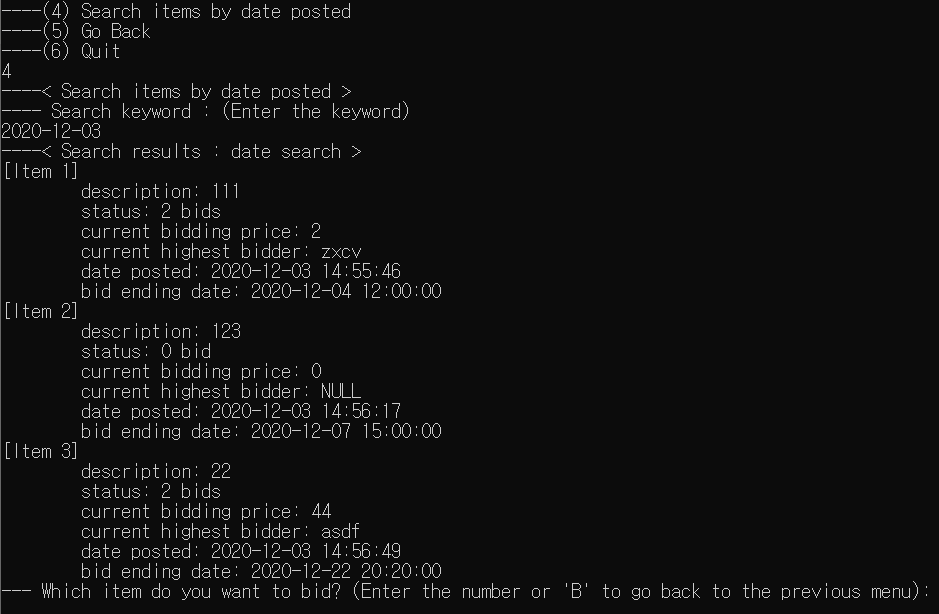 ----(4) Search items by date posted
----(5) Go Back
----(6) Quit
4
----< Search items by date posted >
---- Search keyword : (Enter the keyword)
2020-12-03
----< Search results : date search >
[Item 1]
        description: 111
        status: 2 bids
        current bidding price: 2
        current highest bidder: zxcv
        date posted: 2020-12-03 14:55:46
        bid ending date: 2020-12-04 12:00:00
[Item 2]
        description: 123
        status: 0 bid
        current bidding price: 0
        current highest bidder: NULL
        date posted: 2020-12-03 14:56:17
        bid ending date: 2020-12-07 15:00:00
[Item 3]
        description: 22
        status: 2 bids
        current bidding price: 44
        current highest bidder: asdf
        date posted: 2020-12-03 14:56:49
        bid ending date: 2020-12-22 20:20:00
--- Which item do you want to bid? (Enter the number or 'B' to go back to the previous menu):